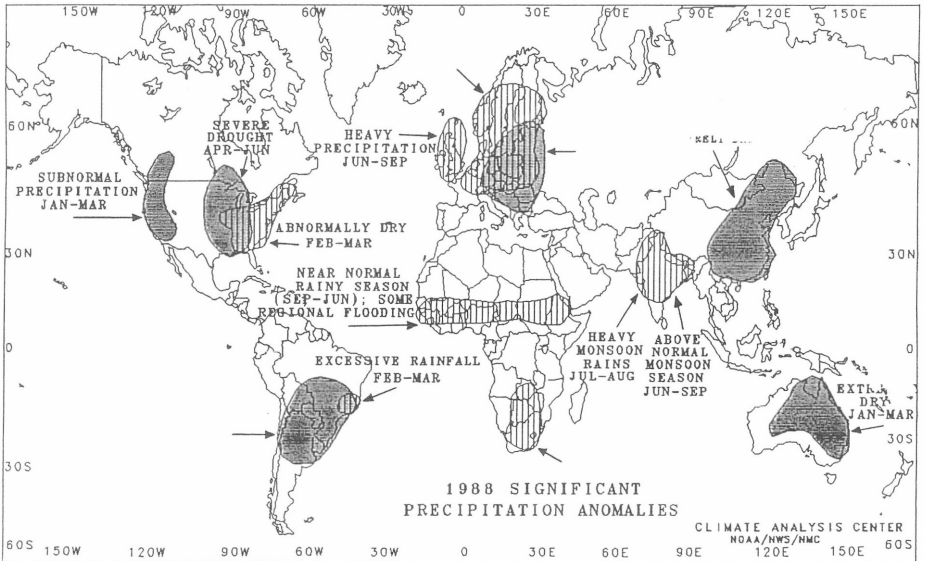 150W 120W 90W 60W 30W 0 30E 60E 90E 120E 150E
60N
60N
SEVERE
DROUGHT
APR-JUN
HEAVY
PRECIPITATION
JUN-SEP
SUBNORMAL
PRECIPITATION
JAN-MAR
ABNORMALLY DRY
FEB-MAR
30N
30N
NEAR NORMAL
RAINY SEASON
(SEP-JUN); SOME
REGIONAL FLOODING
HEAVY
MONSOON
RAINS
JUL-AUG
ABOVE
NORMAL
MONSOON
SEASON
JUN-SEP
0
0
EXCESSIVE RAINFALL
FEB-MAR
DRY
JAN-MAR
30S
30S
1988 SIGNIFICANT
PRECIPITATION ANOMALIES
CLIMATE ANALYSIS CENTER
NOAA/NWS/NMC
60S
60S
150W 120W 90W 60W 30W 0 30E 60E 90E 120E 150E